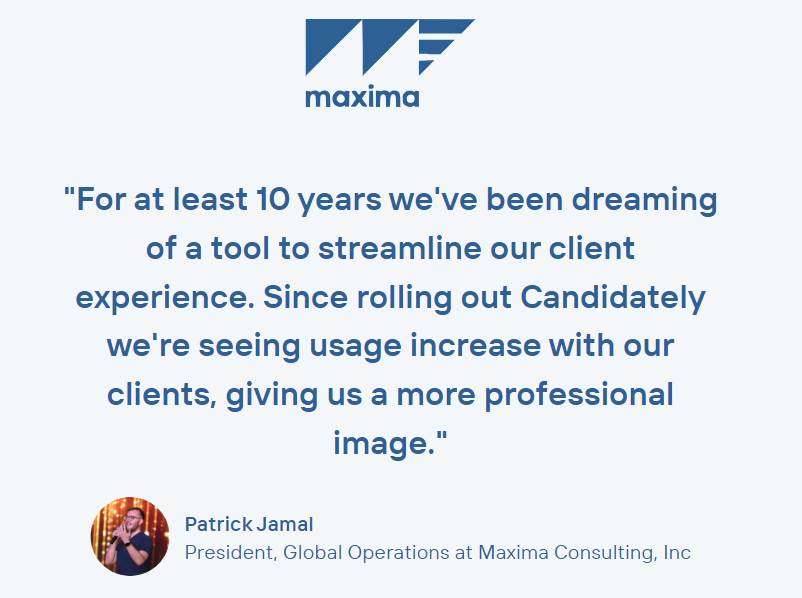 maxima
"For at least 10 years we've been dreaming
of a tool to streamline our client
experience. Since rolling out Candidately
we're seeing usage increase with our
clients, giving us a more professional
image."
Patrick Jamal
President, Global Operations at Maxima Consulting, Inc